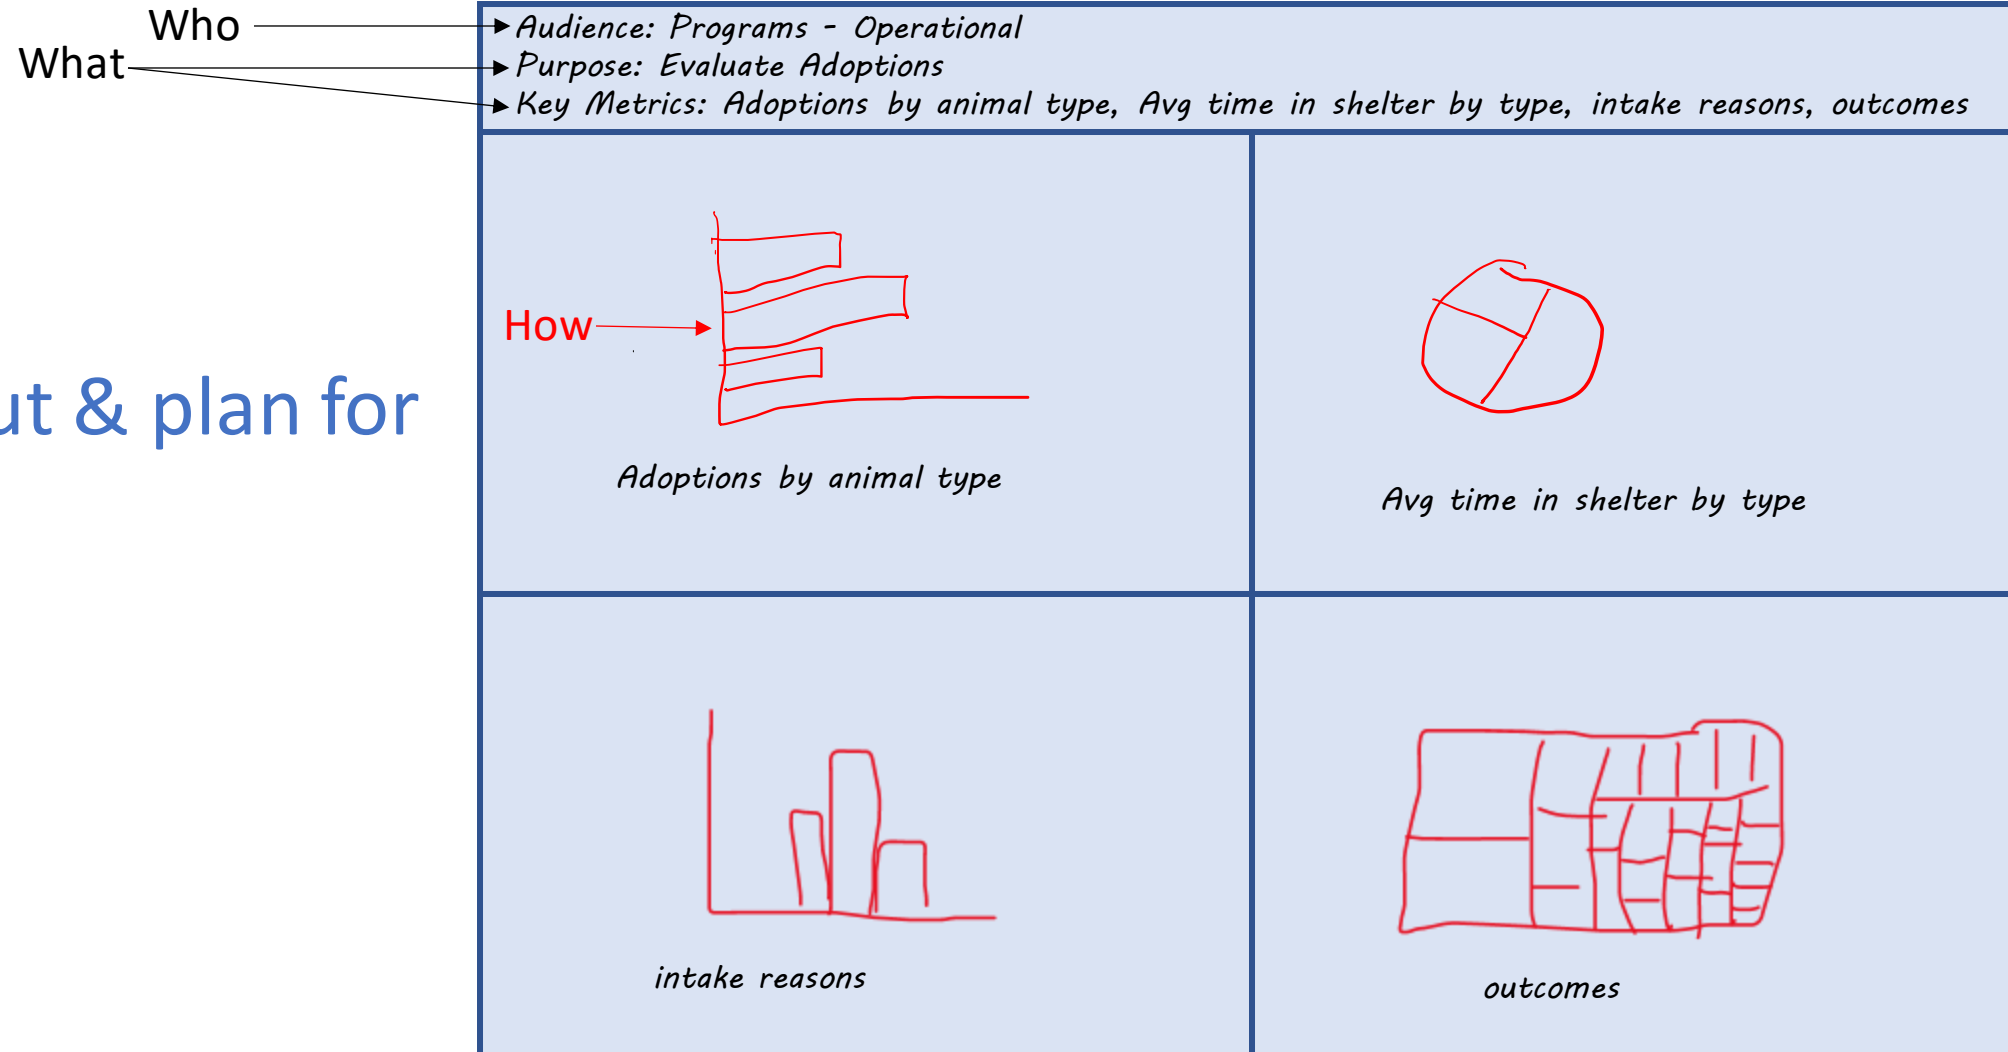 Who
What
Audience: Programs - Operational
Purpose: Evaluate Adoptions
Key Metrics: Adoptions by animal type, Avg time in shelter by type, intake reasons, outcomes
How
& plan for
Adoptions by animal type
Avg time in shelter by type
intake reasons
outcomes